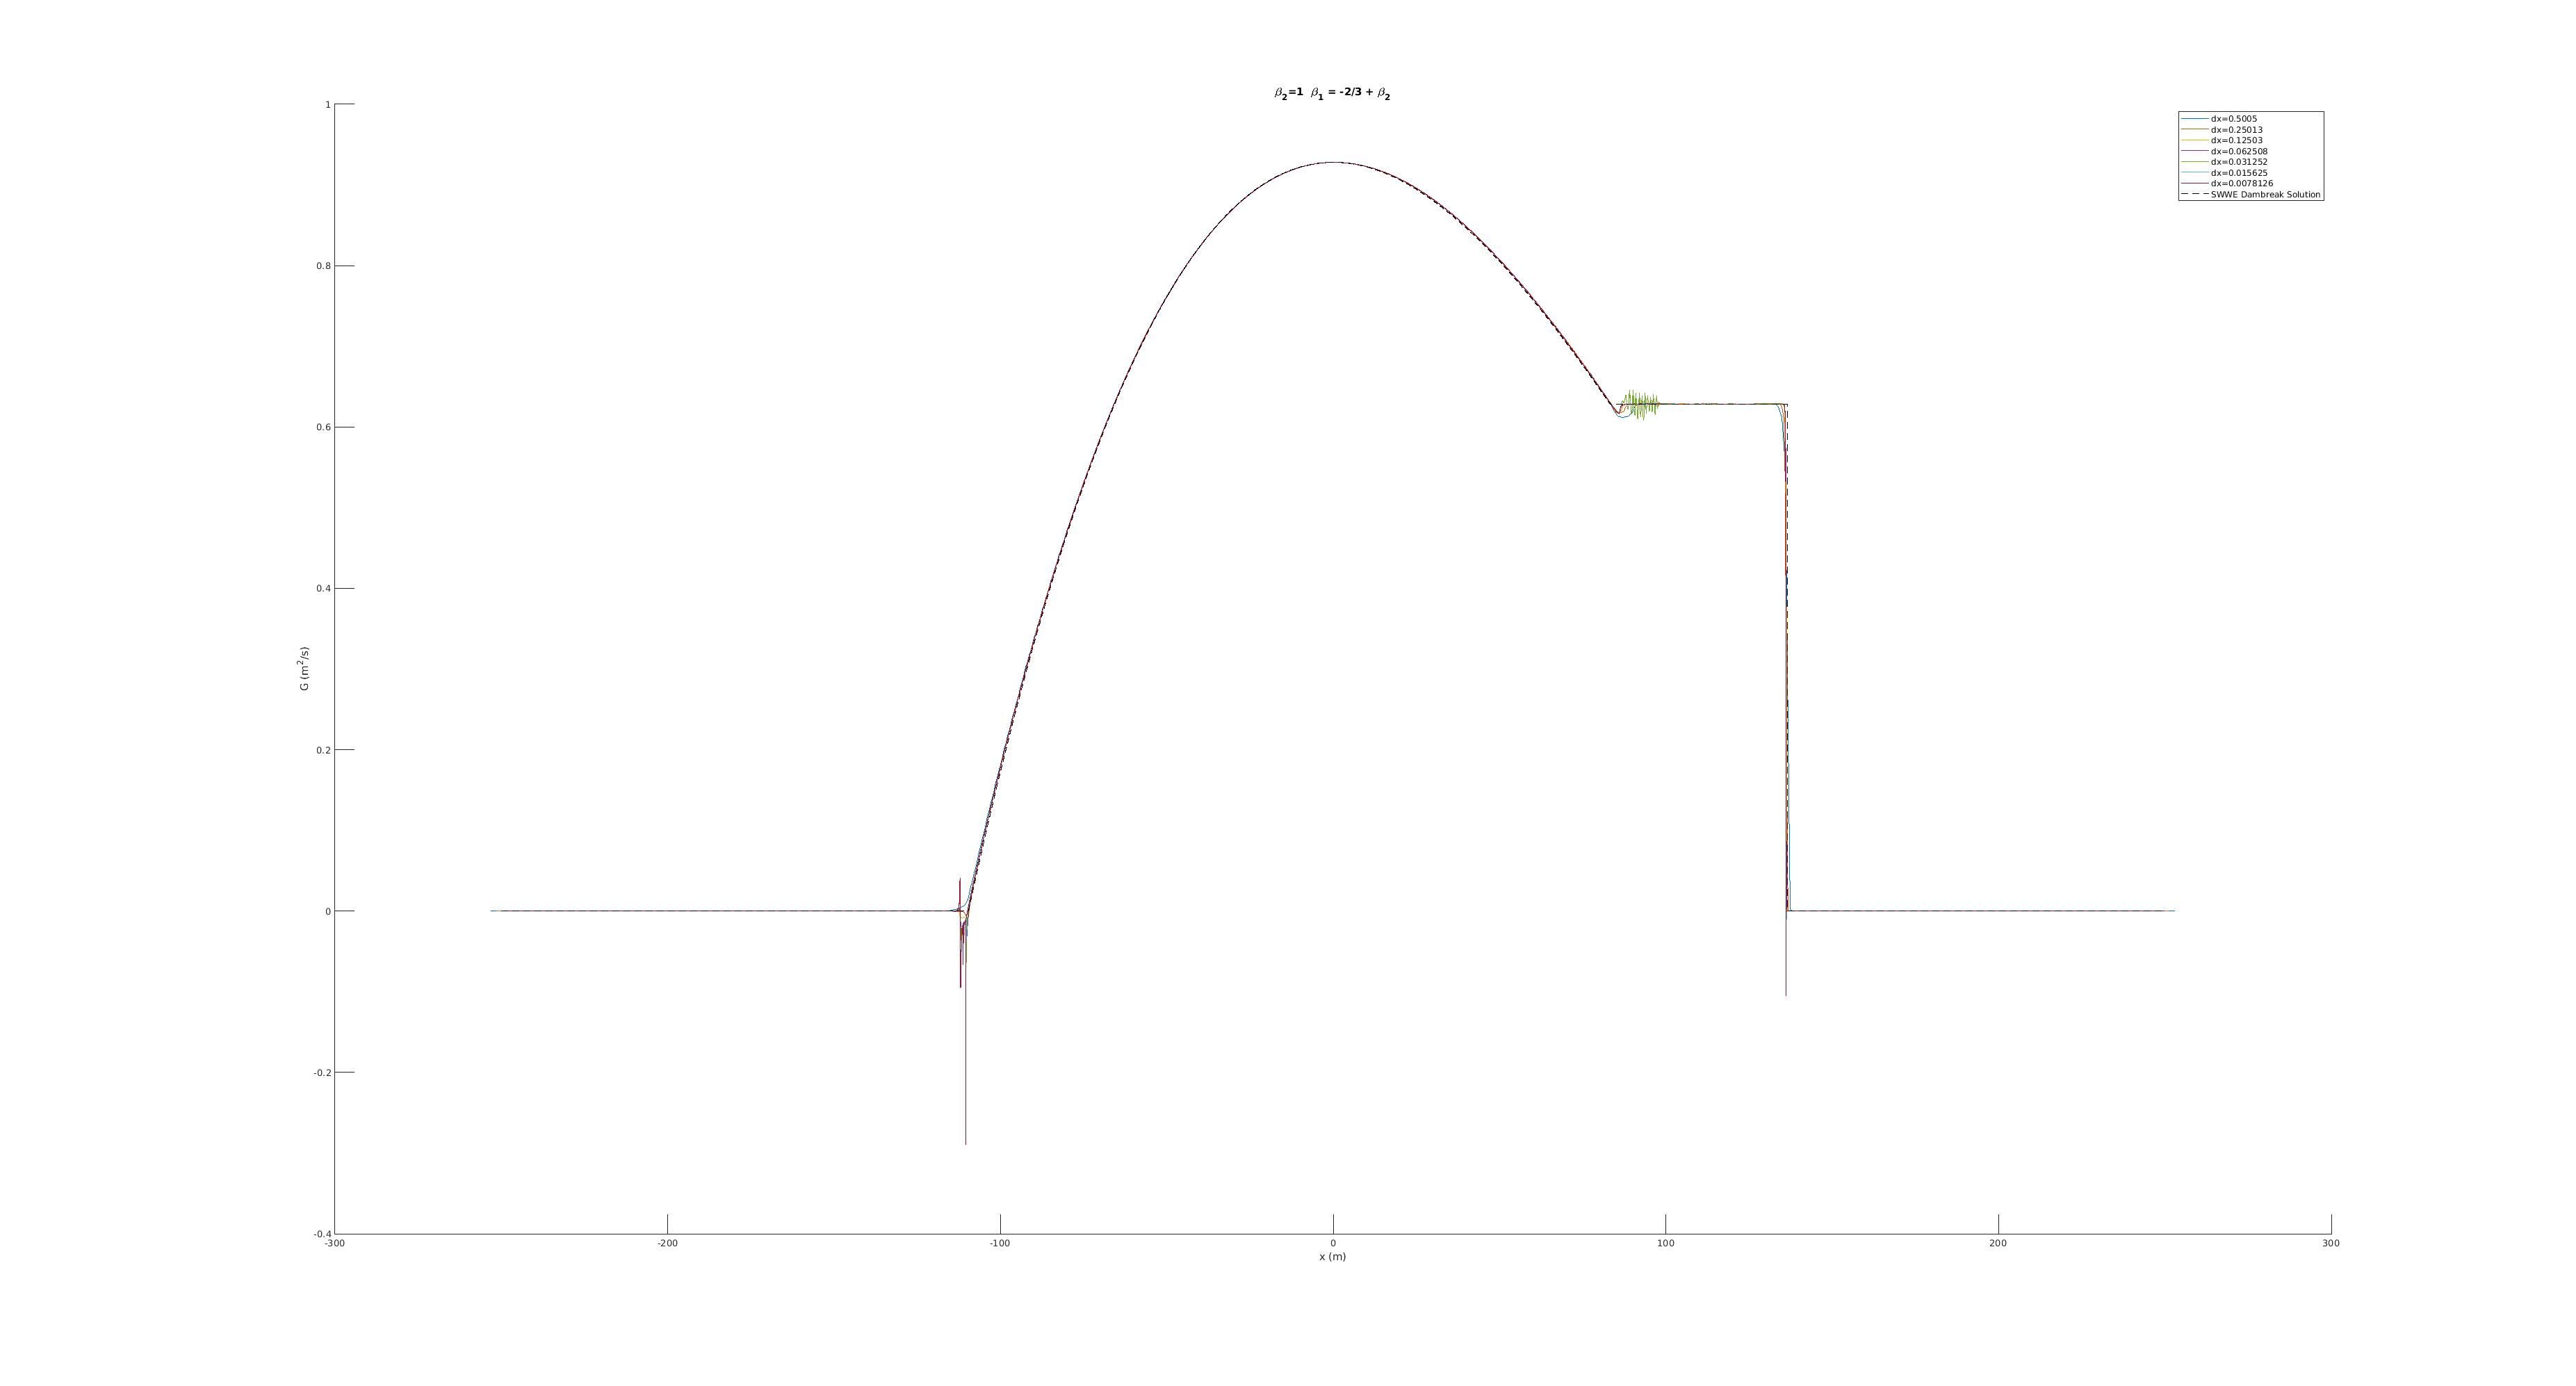 β2=1 β1 = -2/3 + β2
dx=0.5005
dx=0.25013
dx=0.12503
dx=0.062508
dx=0.031252
dx=0.015625
dx=0.0078126
SWWE Dambreak Solution
1
0.8
0.6
0.4
0.2
0
-0.2
-0.4
G (m2/s)
-300
-200
-100
0
100
200
300
x (m)